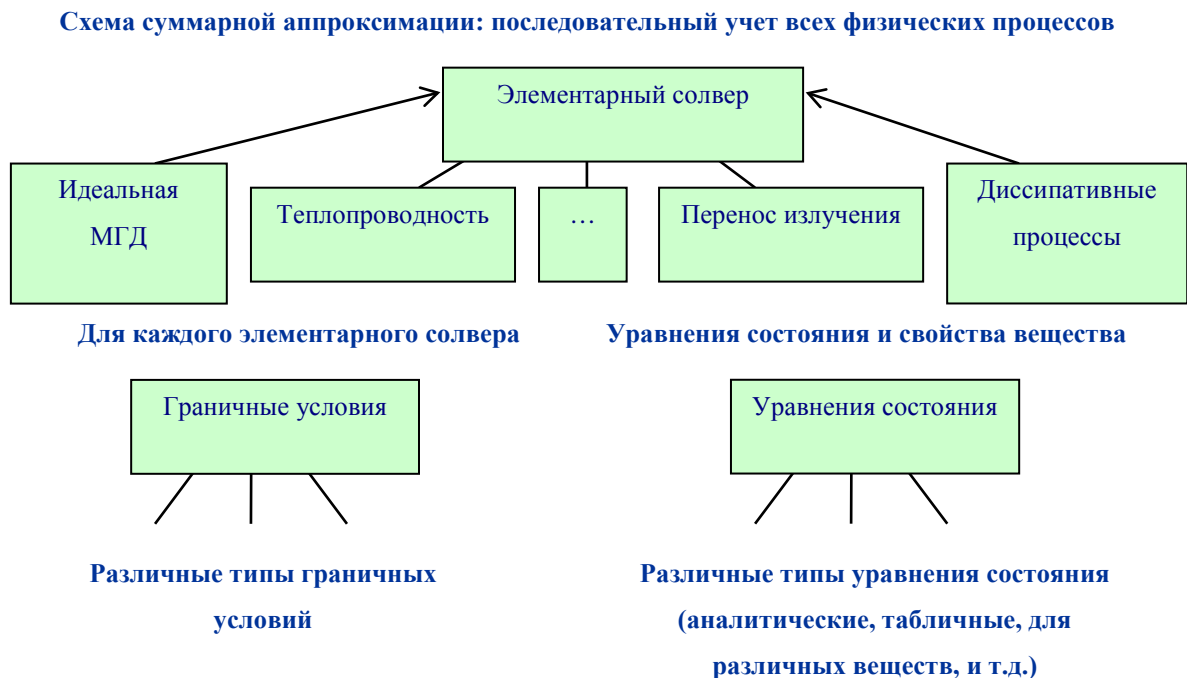 Схема суммарной аппроксимации: последовательный учет всех физических процессов
Элементарный солвер
Идеальная
МГД
Теплопроводность
…
Перенос излучения
Диссипативные
процессы
Для каждого элементарного солвера
Уравнения состояния и свойства вещества
Граничные условия
Уравнения состояния
Различные типы граничных
условий
Различные типы уравнения состояния
(аналитические, табличные, для
различных веществ, и т.д.)